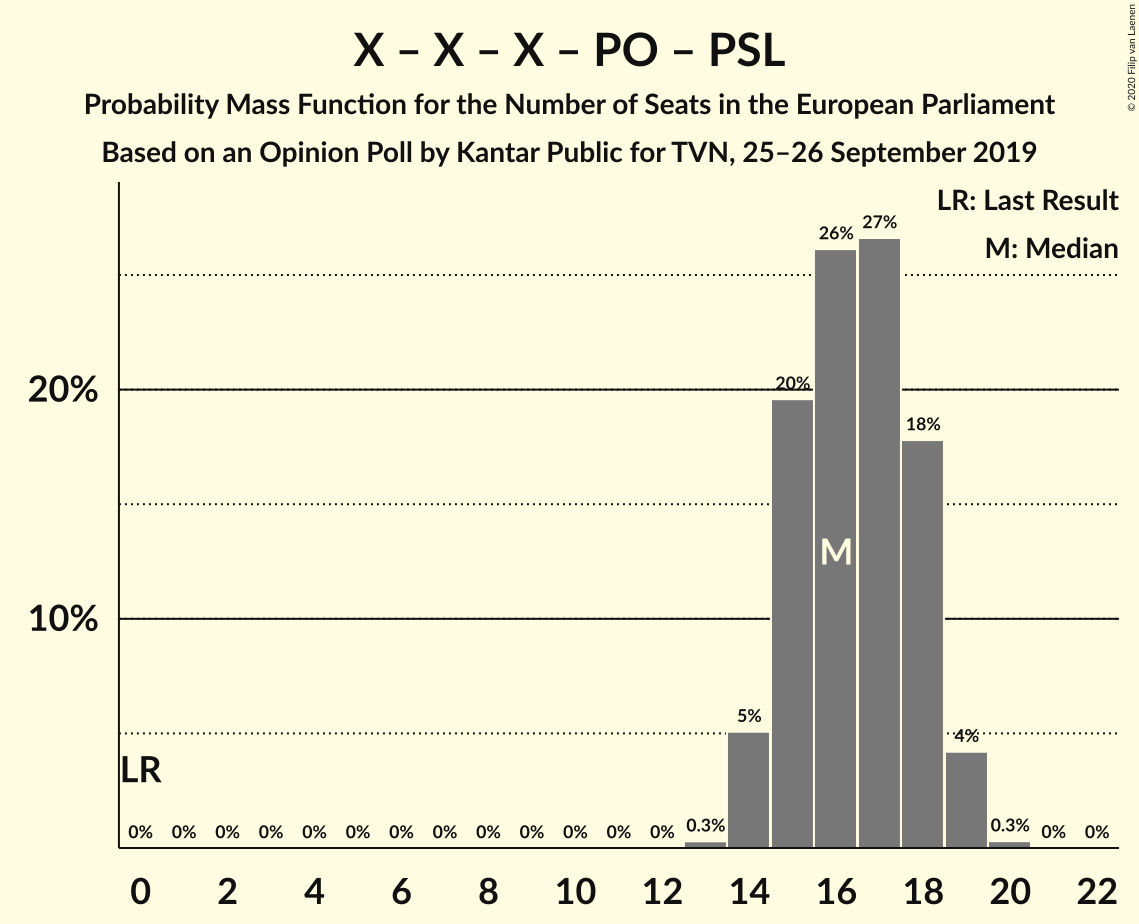 X – X – X – PO – PSL
Probability Mass Function for the Number of Seats in the European Parliament
Based on an Opinion Poll by Kantar Public for TVN, 25–26 September 2019
© 2020 Filip van Laenen
LR: Last Result
M: Median
20%
10%
0% 0% 0% 0% 0% 0% 0% 0% 0% 0% 0% 0% 0% 0.3% 5% 20% 26% 27% 18% 4% 0.3% 0% 0%
LR
M
0 2 4 6 8 10 12 14 16 18 20 22